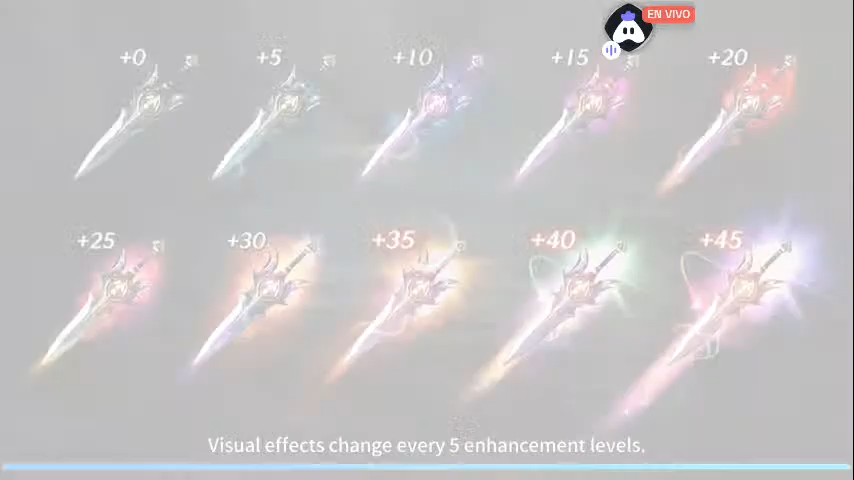 EN VIVO
+0 +5 +10 +15 +20
+25 +30 +35 +40 +45
Visual effects change every 5 enhancement levels.